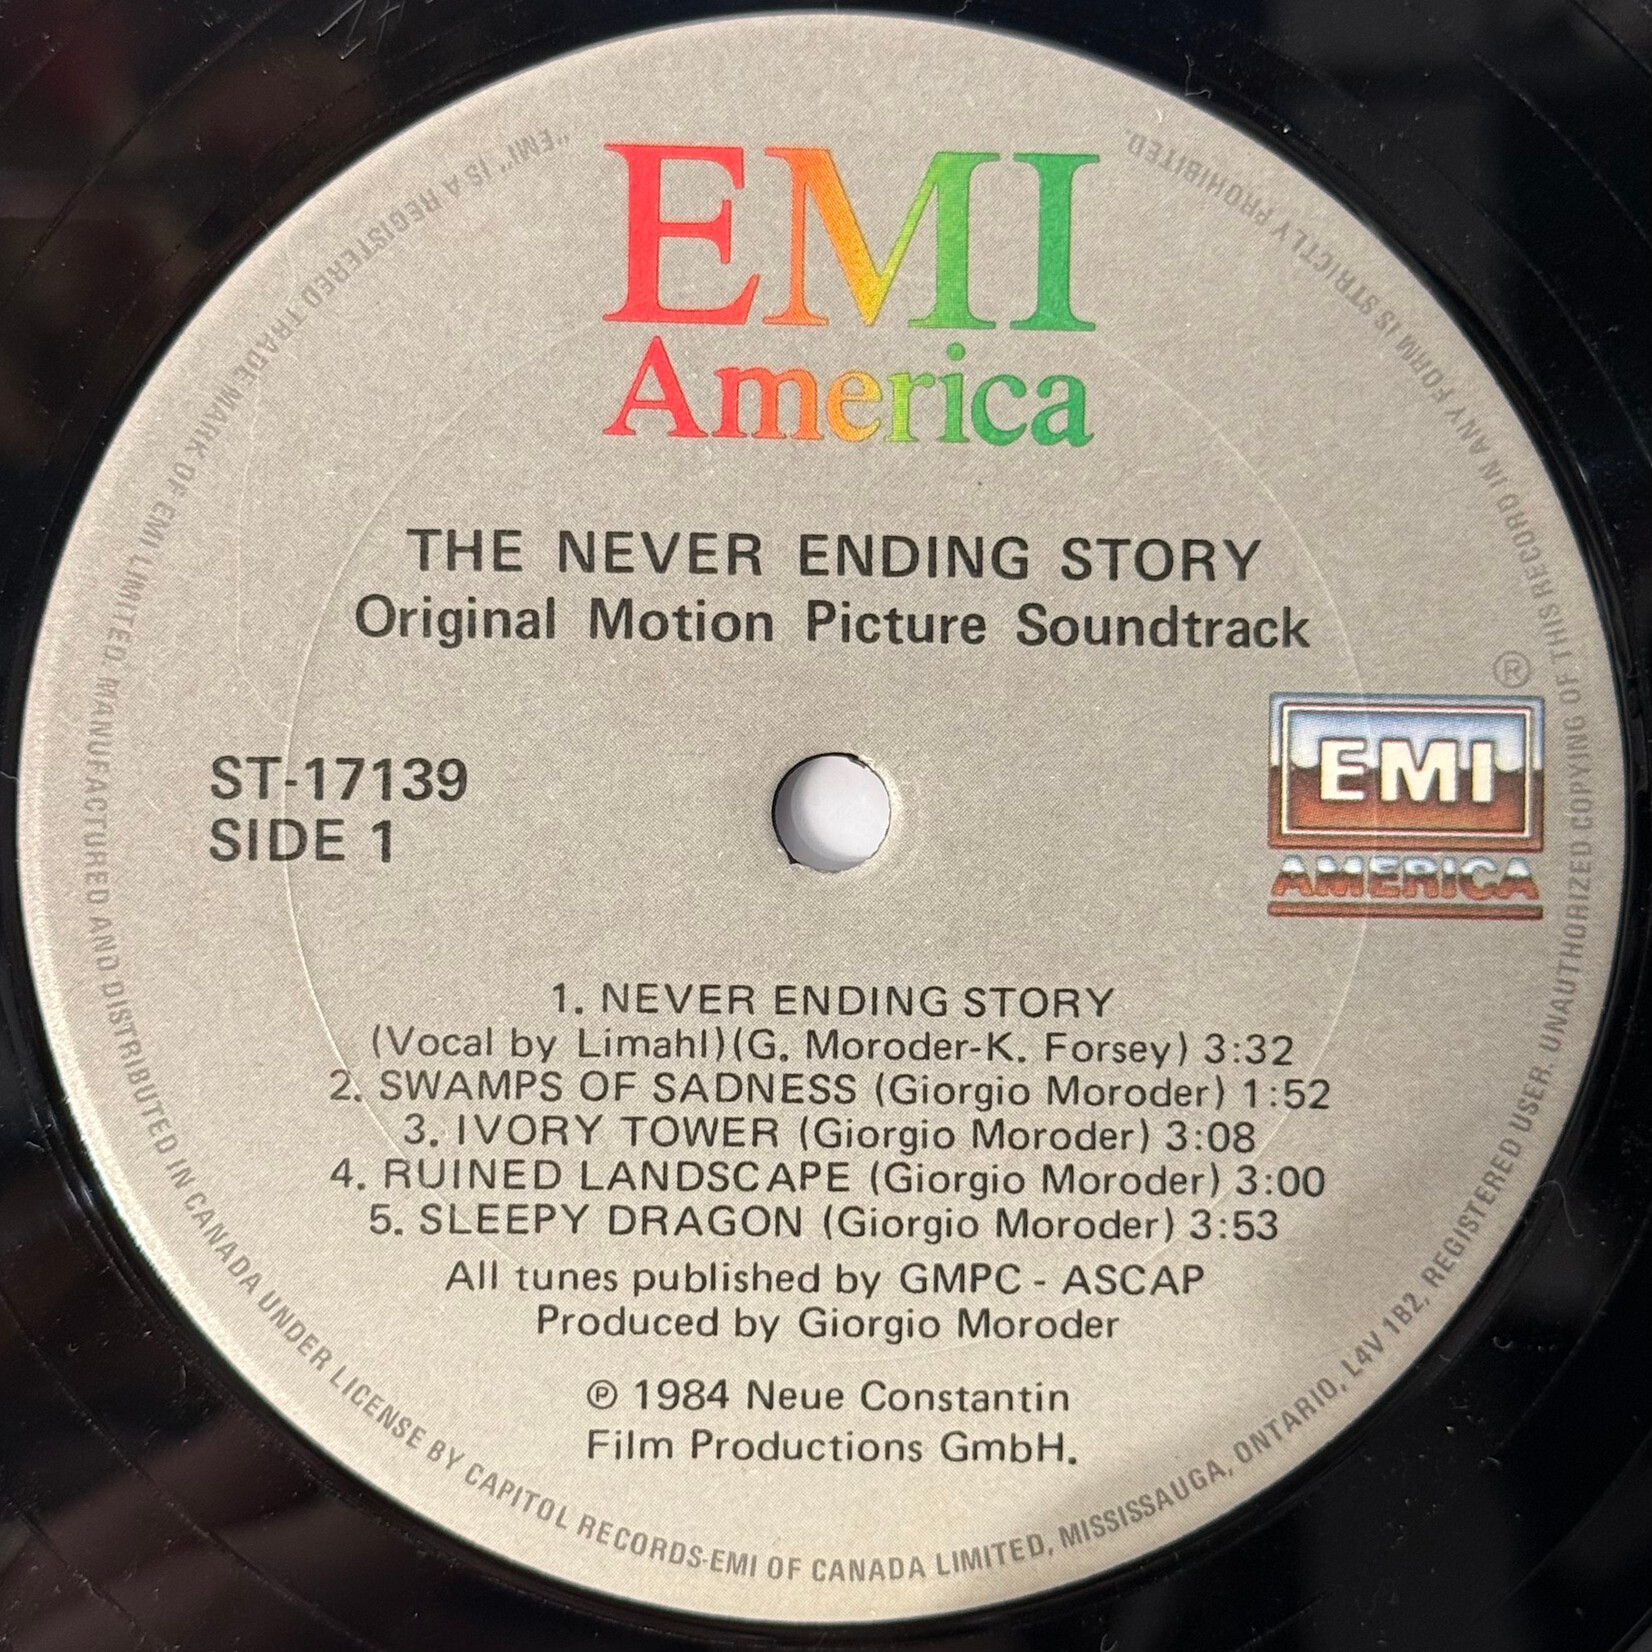 EMI
America
THE NEVER ENDING STORY
Original Motion Picture Soundtrack
ST-17139
SIDE 1
®
EMI
AMERICA
1. NEVER ENDING STORY
(Vocal by Limahl)(G. Moroder-K. Forsey) 3:32
2. SWAMPS OF SADNESS (Giorgio Moroder) 1:52
3. IVORY TOWER (Giorgio Moroder) 3:08
4. RUINED LANDSCAPE (Giorgio Moroder) 3:00
5. SLEEPY DRAGON (Giorgio Moroder) 3:53
All tunes published by GMPC - ASCAP
Produced by Giorgio Moroder
℗ 1984 Neue Constantin
Film Productions GmbH.
"EMI" IS A REGISTERED TRADE MARK OF EMI LIMITED. MANUFACTURED AND DISTRIBUTED IN CANADA UNDER LICENSE BY CAPITOL RECORDS-EMI OF CANADA LIMITED, MISSISSAUGA, ONTARIO, L4V 1B2, REGISTERED USER. UNAUTHORIZED COPYING OF THIS RECORD IN ANY FORM IS STRICTLY PROHIBITED.